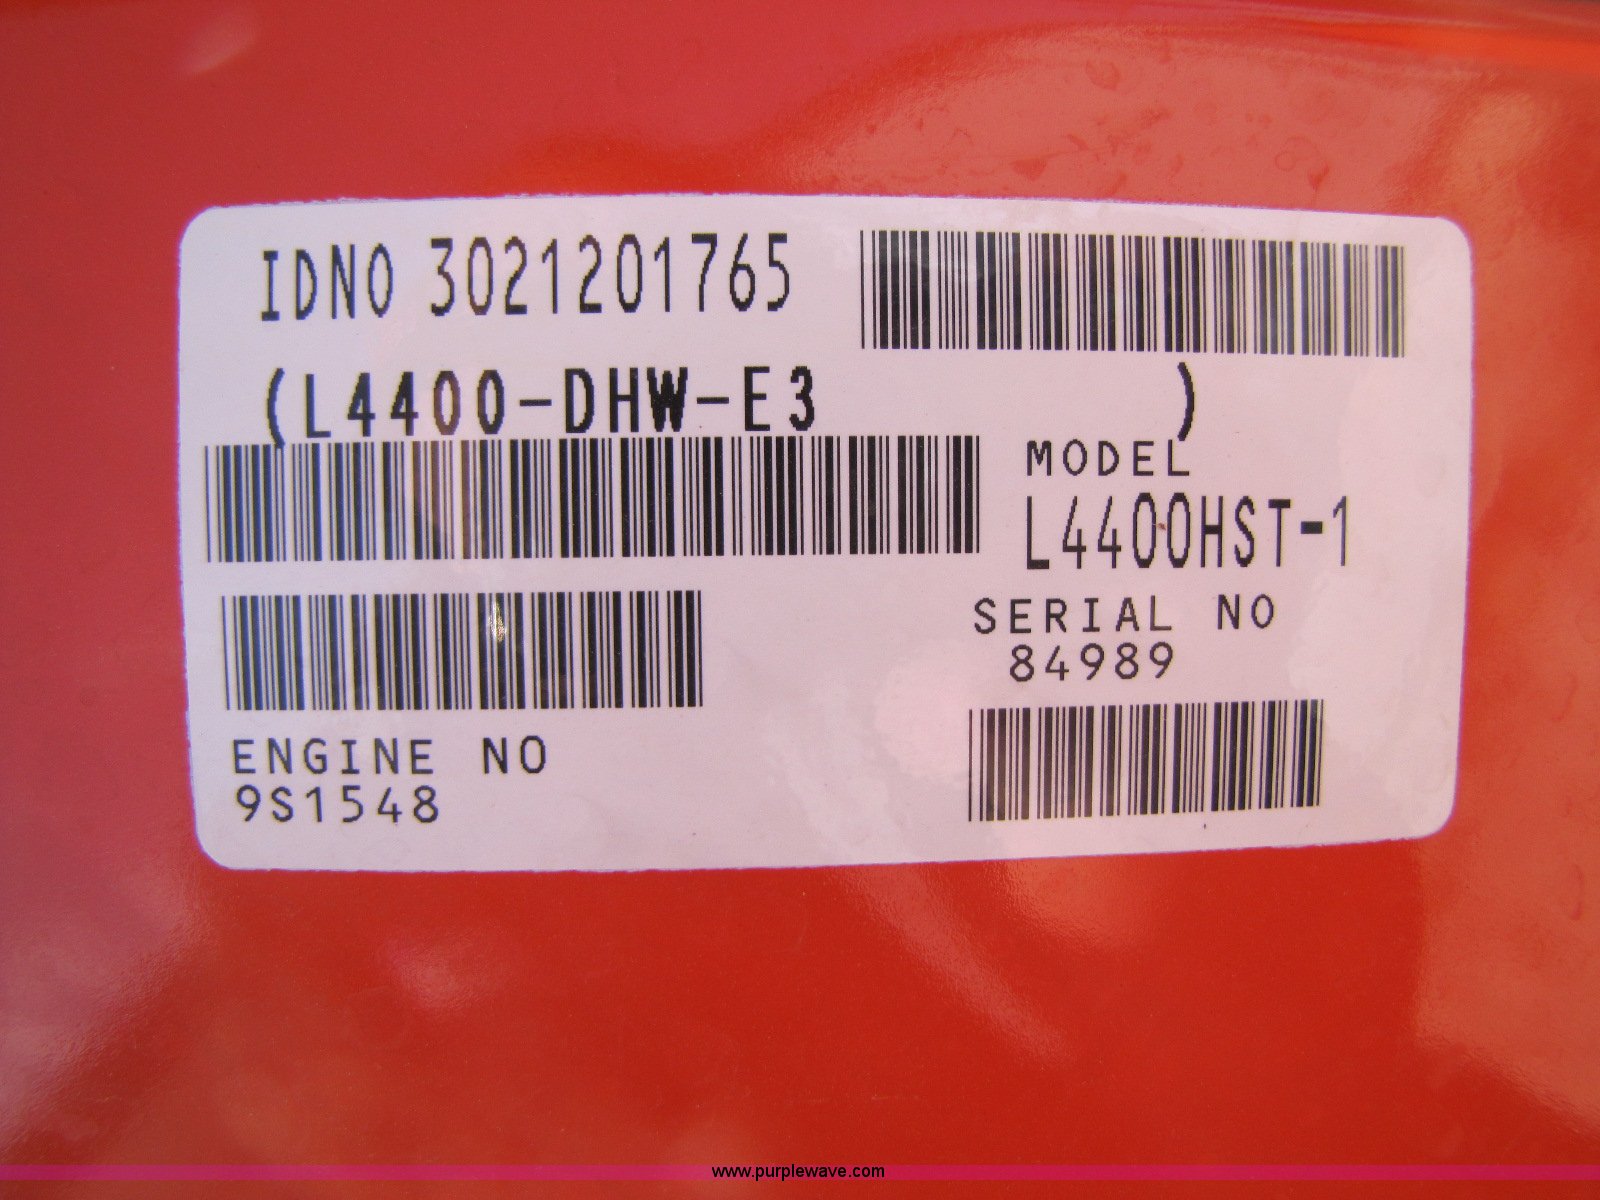 IDNO 3021201765
(L4400-DHW-E3 )
MODEL
L4400HST-1
SERIAL NO
84989
ENGINE NO
9S1548
www.purplewave.com